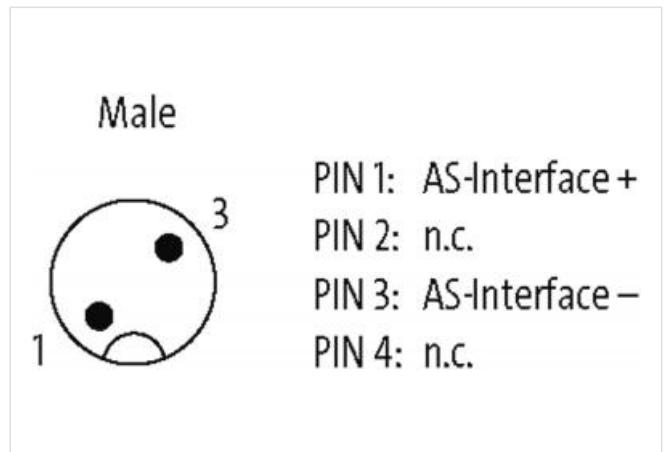 Male
3
1
PIN 1: AS-Interface +
PIN 2: n.c.
PIN 3: AS-Interface –
PIN 4: n.c.